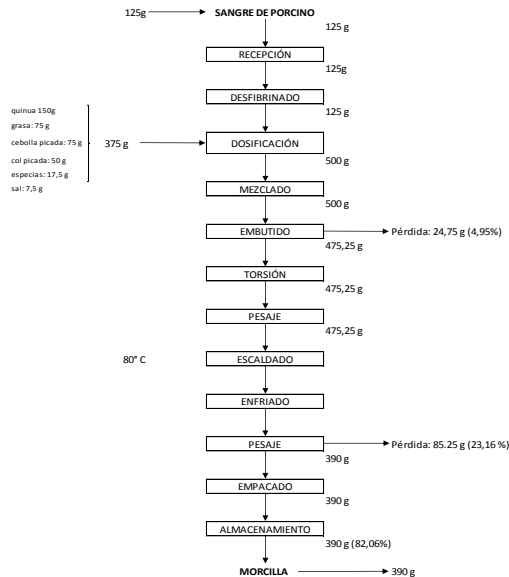 125g SANGRE DE PORCINO
125 g
RECEPCIÓN
125g
DESFIBRINADO
125 g
quinua 150g
grasa: 75 g
cebolla picada: 75 g
col picada: 50 g
especias: 17,5 g
sal: 7,5 g
375 g
DOSIFICACIÓN
500 g
MEZCLADO
500 g
EMBUTIDO Pérdida: 24,75 g (4,95%)
475,25 g
TORSIÓN
475,25 g
PESAJE
475,25 g
80° C ESCALDADO
ENFRIADO
PESAJE Pérdida: 85.25 g (23,16 %)
390 g
EMPACADO
390 g
ALMACENAMIENTO
390 g (82,06%)
MORCILLA 390 g